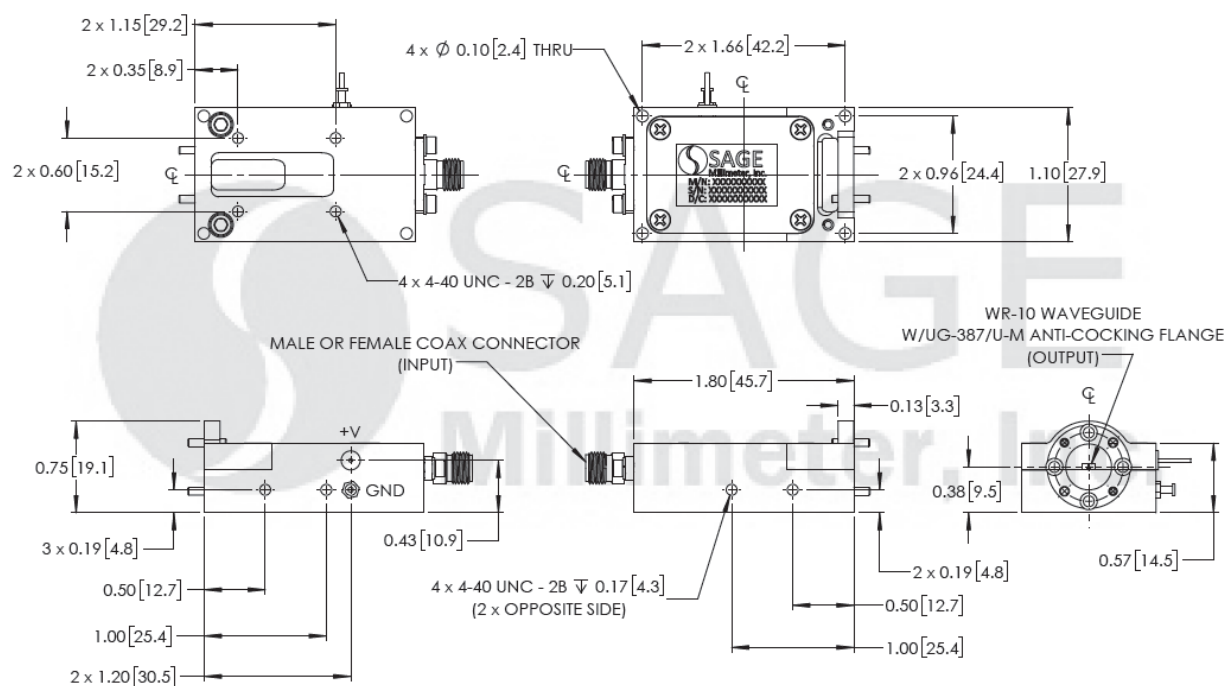 2 x 1.15[29.2]
2 x 0.35[8.9]
2 x 0.60[15.2]
℄
4 x 4-40 UNC - 2B ↧ 0.20[5.1]
4 x ∅ 0.10[2.4] THRU
2 x 1.66[42.2]
℄
℄
SAGE
Millimeter, Inc.
M/N: XXXXXXXXXX
S/N: XXXXXXXXXXX
D/C: XXXXXXXXXXX
2 x 0.96[24.4]
1.10[27.9]
SAGE
Millimeter, Inc.
MALE OR FEMALE COAX CONNECTOR
(INPUT)
WR-10 WAVEGUIDE
W/UG-387/U-M ANTI-COCKING FLANGE
(OUTPUT)
℄
0.75[19.1]
+V
GND
3 x 0.19[4.8]
0.50[12.7]
1.00[25.4]
2 x 1.20[30.5]
0.43[10.9]
1.80[45.7]
0.13[3.3]
4 x 4-40 UNC - 2B ↧ 0.17[4.3]
(2 x OPPOSITE SIDE)
2 x 0.19[4.8]
0.50[12.7]
1.00[25.4]
0.38[9.5]
0.57[14.5]